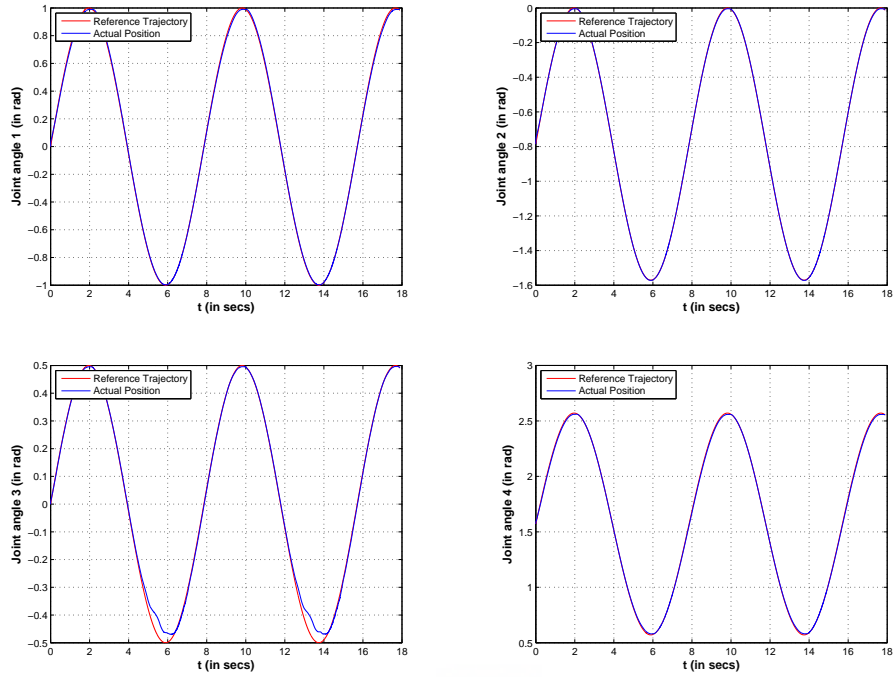 1
0.8
0.6
0.4
0.2
0
−0.2
−0.4
−0.6
−0.8
−1
Joint angle 1 (in rad)
Reference Trajectory
Actual Position
0 2 4 6 8 10 12 14 16 18
t (in secs)
0
−0.2
−0.4
−0.6
−0.8
−1
−1.2
−1.4
−1.6
Joint angle 2 (in rad)
Reference Trajectory
Actual Position
0 2 4 6 8 10 12 14 16 18
t (in secs)
0.5
0.4
0.3
0.2
0.1
0
−0.1
−0.2
−0.3
−0.4
−0.5
Joint angle 3 (in rad)
Reference Trajectory
Actual Position
0 2 4 6 8 10 12 14 16 18
t (in secs)
3
2.5
2
1.5
1
0.5
Joint angle 4 (in rad)
Reference Trajectory
Actual Position
0 2 4 6 8 10 12 14 16 18
t (in secs)